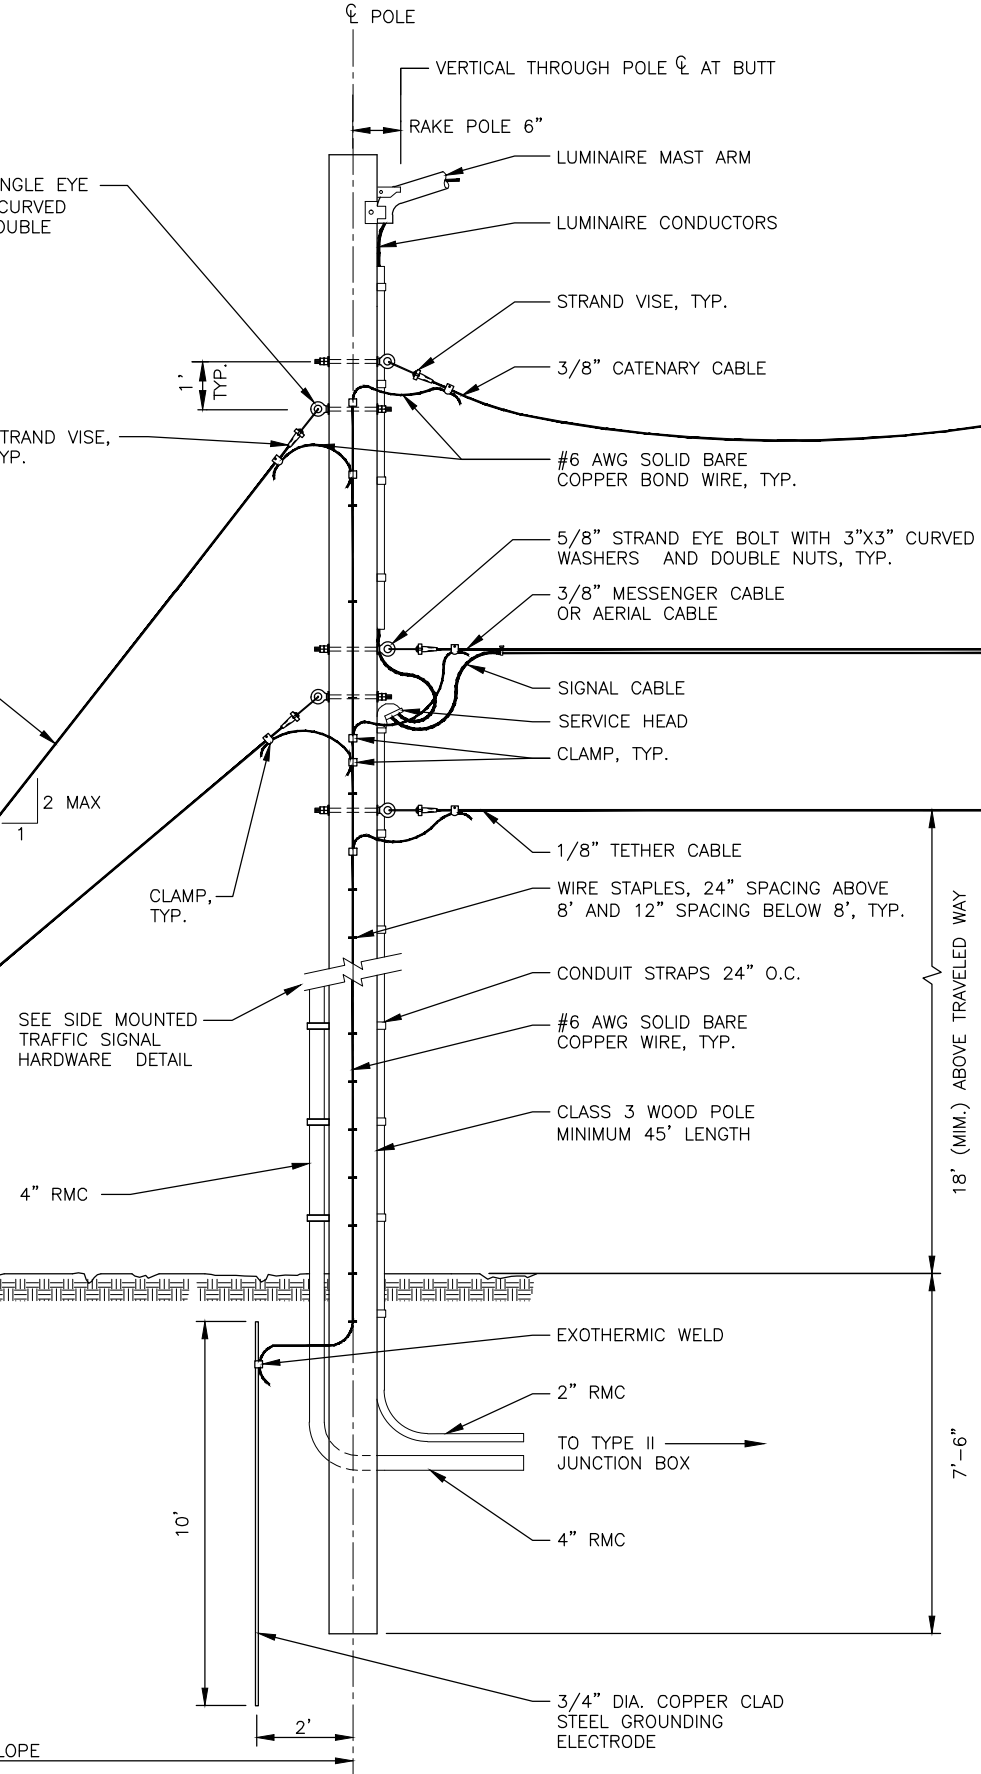 ℄ POLE
VERTICAL THROUGH POLE ℄ AT BUTT
RAKE POLE 6"
LUMINAIRE MAST ARM
NGLE EYE
CURVED
OUBLE
LUMINAIRE CONDUCTORS
STRAND VISE, TYP.
3/8" CATENARY CABLE
1'
TYP.
TRAND VISE,
YP.
#6 AWG SOLID BARE
COPPER BOND WIRE, TYP.
5/8" STRAND EYE BOLT WITH 3"X3" CURVED
WASHERS AND DOUBLE NUTS, TYP.
3/8" MESSENGER CABLE
OR AERIAL CABLE
SIGNAL CABLE
SERVICE HEAD
CLAMP, TYP.
2 MAX
1
1/8" TETHER CABLE
CLAMP,
TYP.
WIRE STAPLES, 24" SPACING ABOVE
8' AND 12" SPACING BELOW 8', TYP.
18' (MIM.) ABOVE TRAVELED WAY
CONDUIT STRAPS 24" O.C.
SEE SIDE MOUNTED
TRAFFIC SIGNAL
HARDWARE DETAIL
#6 AWG SOLID BARE
COPPER WIRE, TYP.
CLASS 3 WOOD POLE
MINIMUM 45' LENGTH
4" RMC
EXOTHERMIC WELD
2" RMC
TO TYPE II
JUNCTION BOX
7'-6"
10'
4" RMC
3/4" DIA. COPPER CLAD
STEEL GROUNDING
ELECTRODE
2'
LOPE